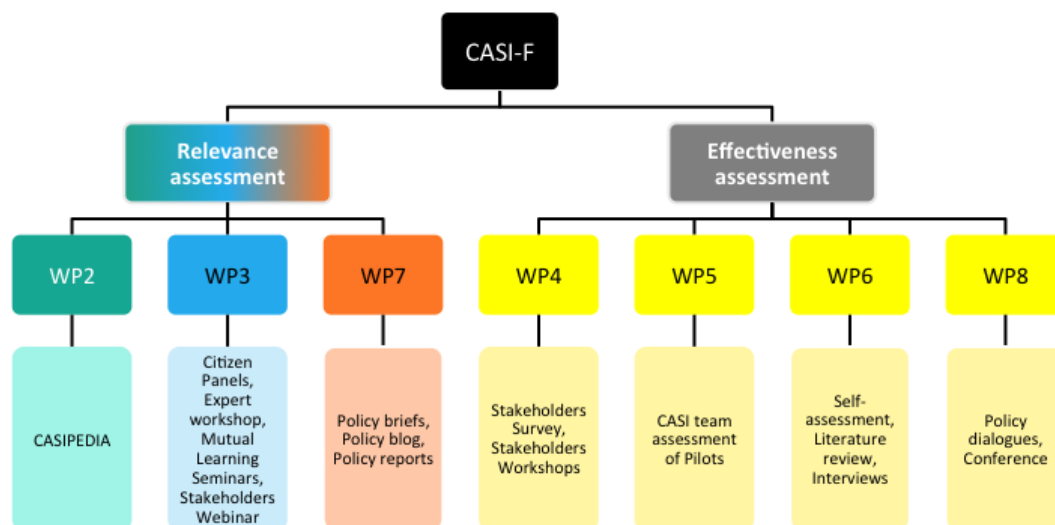 CASI-F
Relevance
assessment
Effectiveness
assessment
WP2
WP3
WP7
WP4
WP5
WP6
WP8
CASIPEDIA
Citizen
Panels,
Expert
workshop,
Mutual
Learning
Seminars,
Stakeholders
Webinar
Policy briefs,
Policy blog,
Policy reports
Stakeholders
Survey,
Stakeholders
Workshops
CASI team
assessment
of Pilots
Self-
assessment,
Literature
review,
Interviews
Policy
dialogues,
Conference